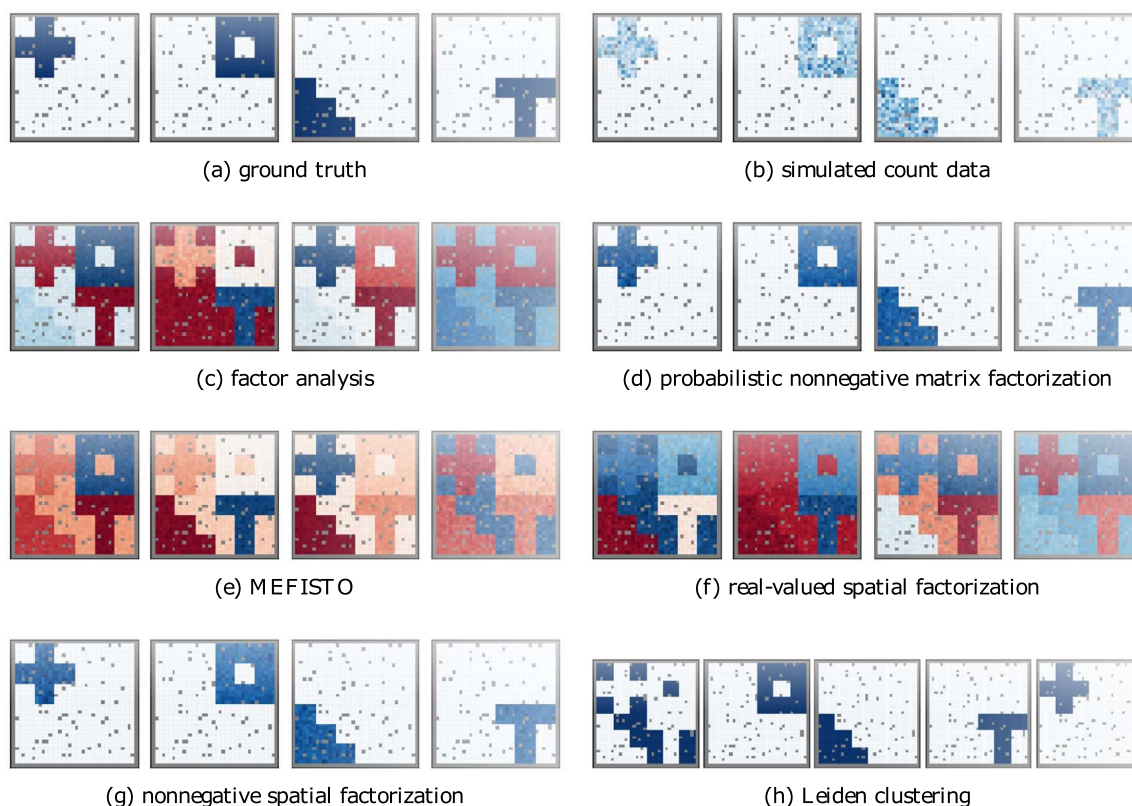 (a) ground truth
(b) simulated count data
(c) factor analysis
(d) probabilistic nonnegative matrix factorization
(e) MEFISTO
(f) real-valued spatial factorization
(g) nonnegative spatial factorization
(h) Leiden clustering